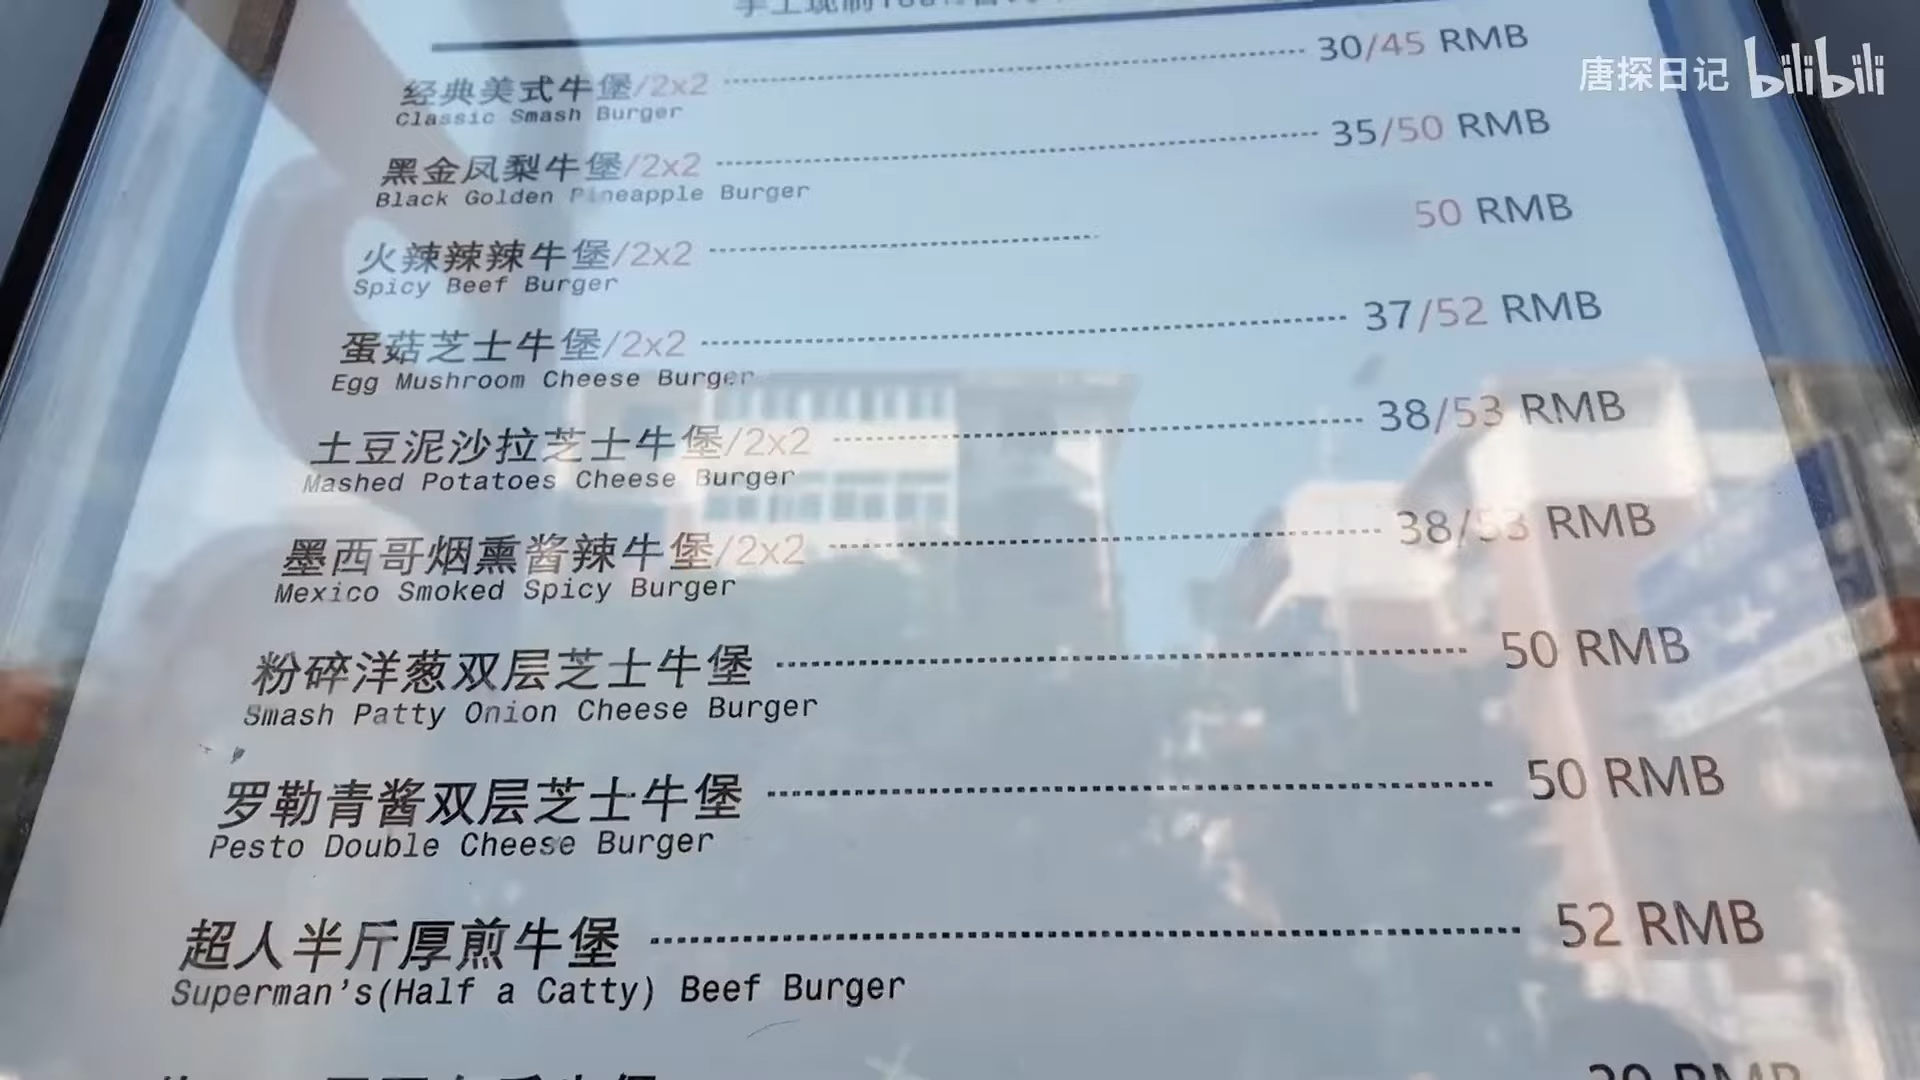 经典美式牛堡/2x2 30/45 RMB
Classic Smash Burger
黑金凤梨牛堡/2x2 35/50 RMB
Black Golden Pineapple Burger
火辣辣辣牛堡/2x2 50 RMB
Spicy Beef Burger
蛋菇芝士牛堡/2x2 37/52 RMB
Egg Mushroom Cheese Burger
土豆泥沙拉芝士牛堡/2x2 38/53 RMB
Mashed Potatoes Cheese Burger
墨西哥烟熏酱辣牛堡/2x2 38/53 RMB
Mexico Smoked Spicy Burger
粉碎洋葱双层芝士牛堡 50 RMB
Smash Patty Onion Cheese Burger
罗勒青酱双层芝士牛堡 50 RMB
Pesto Double Cheese Burger
超人半斤厚煎牛堡 52 RMB
Superman's(Half a Catty) Beef Burger
唐探日记 bilibili